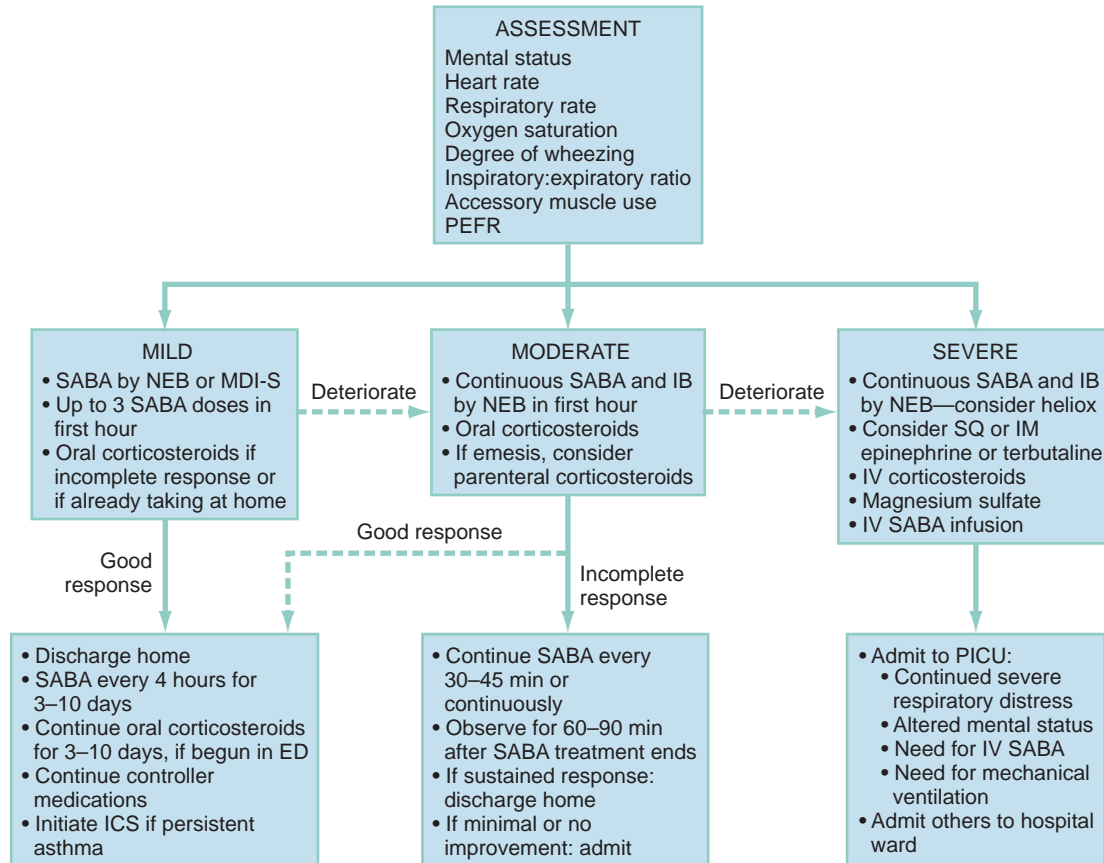 ASSESSMENT
Mental status
Heart rate
Respiratory rate
Oxygen saturation
Degree of wheezing
Inspiratory:expiratory ratio
Accessory muscle use
PEFR
MILD
• SABA by NEB or MDI-S
• Up to 3 SABA doses in
first hour
• Oral corticosteroids if
incomplete response or
if already taking at home
Deteriorate
MODERATE
• Continuous SABA and IB
by NEB in first hour
• Oral corticosteroids
• If emesis, consider
parenteral corticosteroids
Deteriorate
SEVERE
• Continuous SABA and IB
by NEB—consider heliox
• Consider SQ or IM
epinephrine or terbutaline
• IV corticosteroids
• Magnesium sulfate
• IV SABA infusion
Good
response
Good response
Incomplete
response
• Discharge home
• SABA every 4 hours for
3–10 days
• Continue oral corticosteroids
for 3–10 days, if begun in ED
• Continue controller
medications
• Initiate ICS if persistent
asthma
• Continue SABA every
30–45 min or
continuously
• Observe for 60–90 min
after SABA treatment ends
• If sustained response:
discharge home
• If minimal or no
improvement: admit
• Admit to PICU:
• Continued severe
respiratory distress
• Altered mental status
• Need for IV SABA
• Need for mechanical
ventilation
• Admit others to hospital
ward